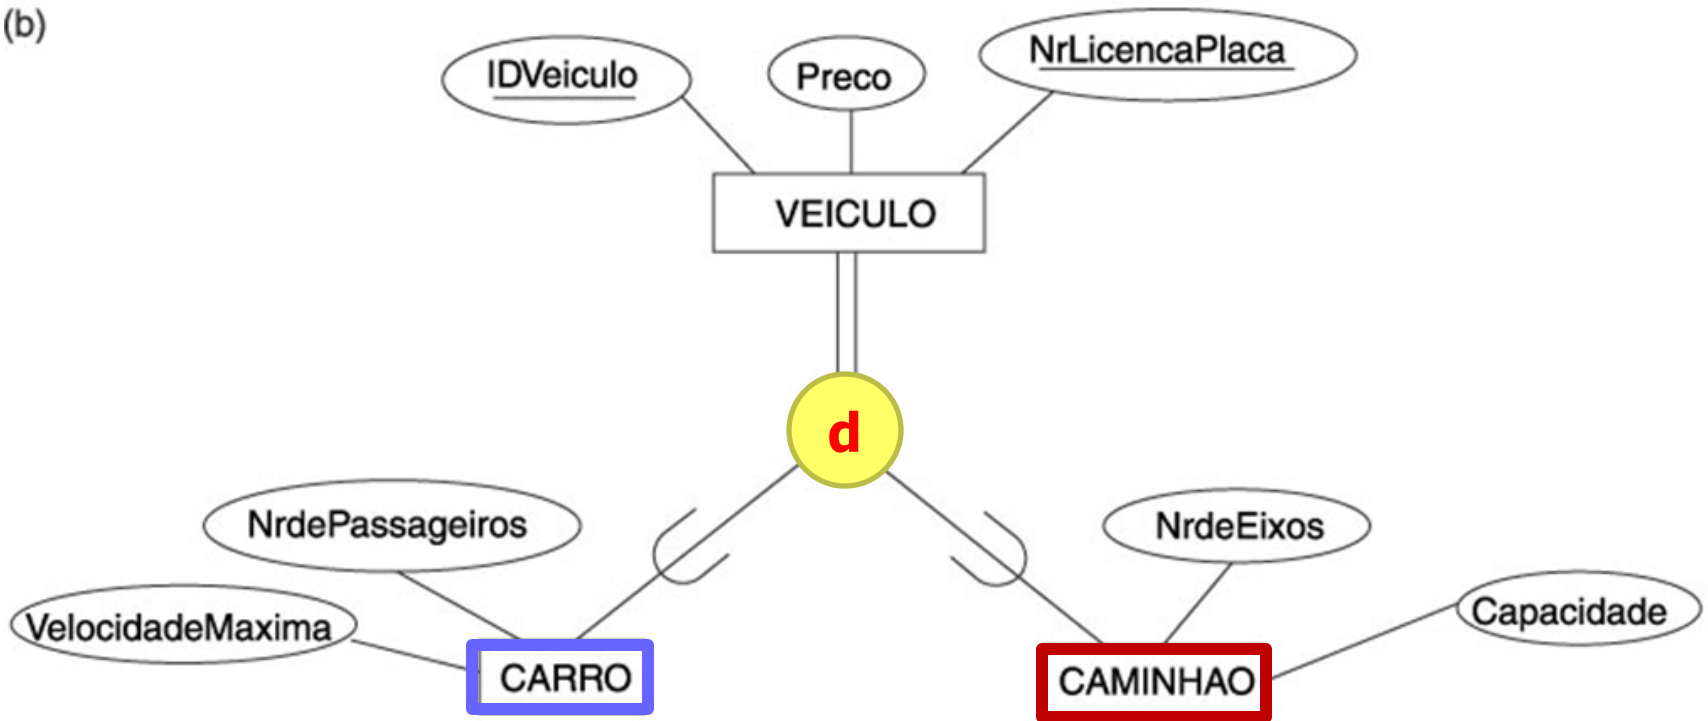 (b)
IDVeiculo
Preco
NrLicencaPlaca
VEICULO
d
NrdePassageiros
NrdeEixos
VelocidadeMaxima
Capacidade
CARRO
CAMINHAO